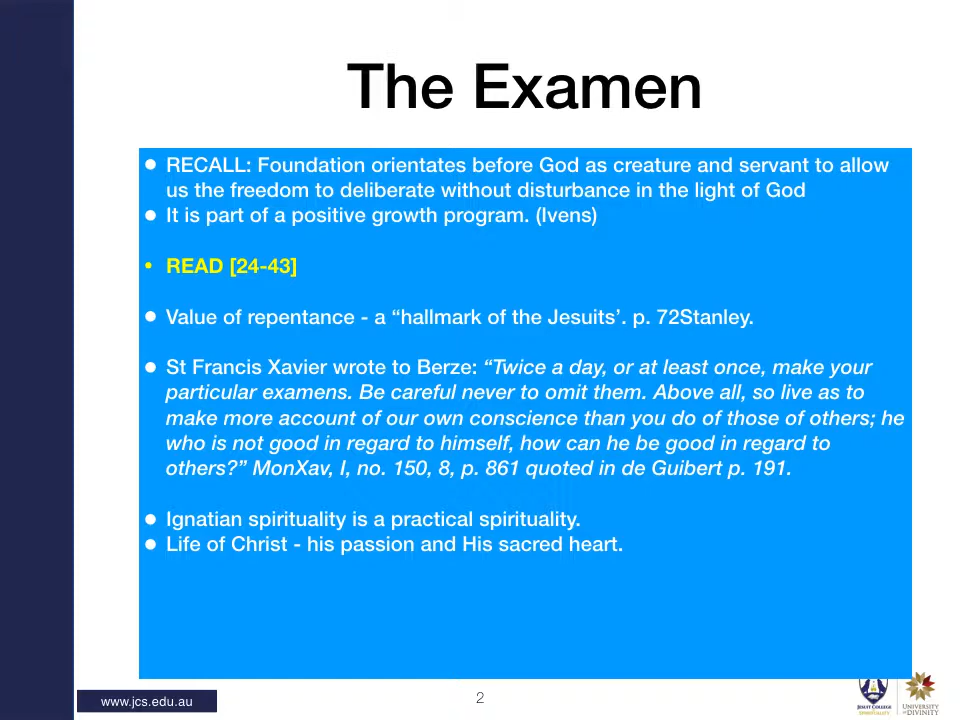 The Examen
RECALL: Foundation orientates before God as creature and servant to allow
us the freedom to deliberate without disturbance in the light of God
It is part of a positive growth program. (Ivens)
• READ [24-43]
Value of repentance - a “hallmark of the Jesuits’. p. 72Stanley.
St Francis Xavier wrote to Berze: “Twice a day, or at least once, make your
particular examens. Be careful never to omit them. Above all, so live as to
make more account of our own conscience than you do of those of others; he
who is not good in regard to himself, how can he be good in regard to
others?” MonXav, I, no. 150, 8, p. 861 quoted in de Guibert p. 191.
Ignatian spirituality is a practical spirituality.
Life of Christ - his passion and His sacred heart.
www.jcs.edu.au
2
JESUIT COLLEGE
SPIRITUALITY
UNIVERSITY
OF DIVINITY